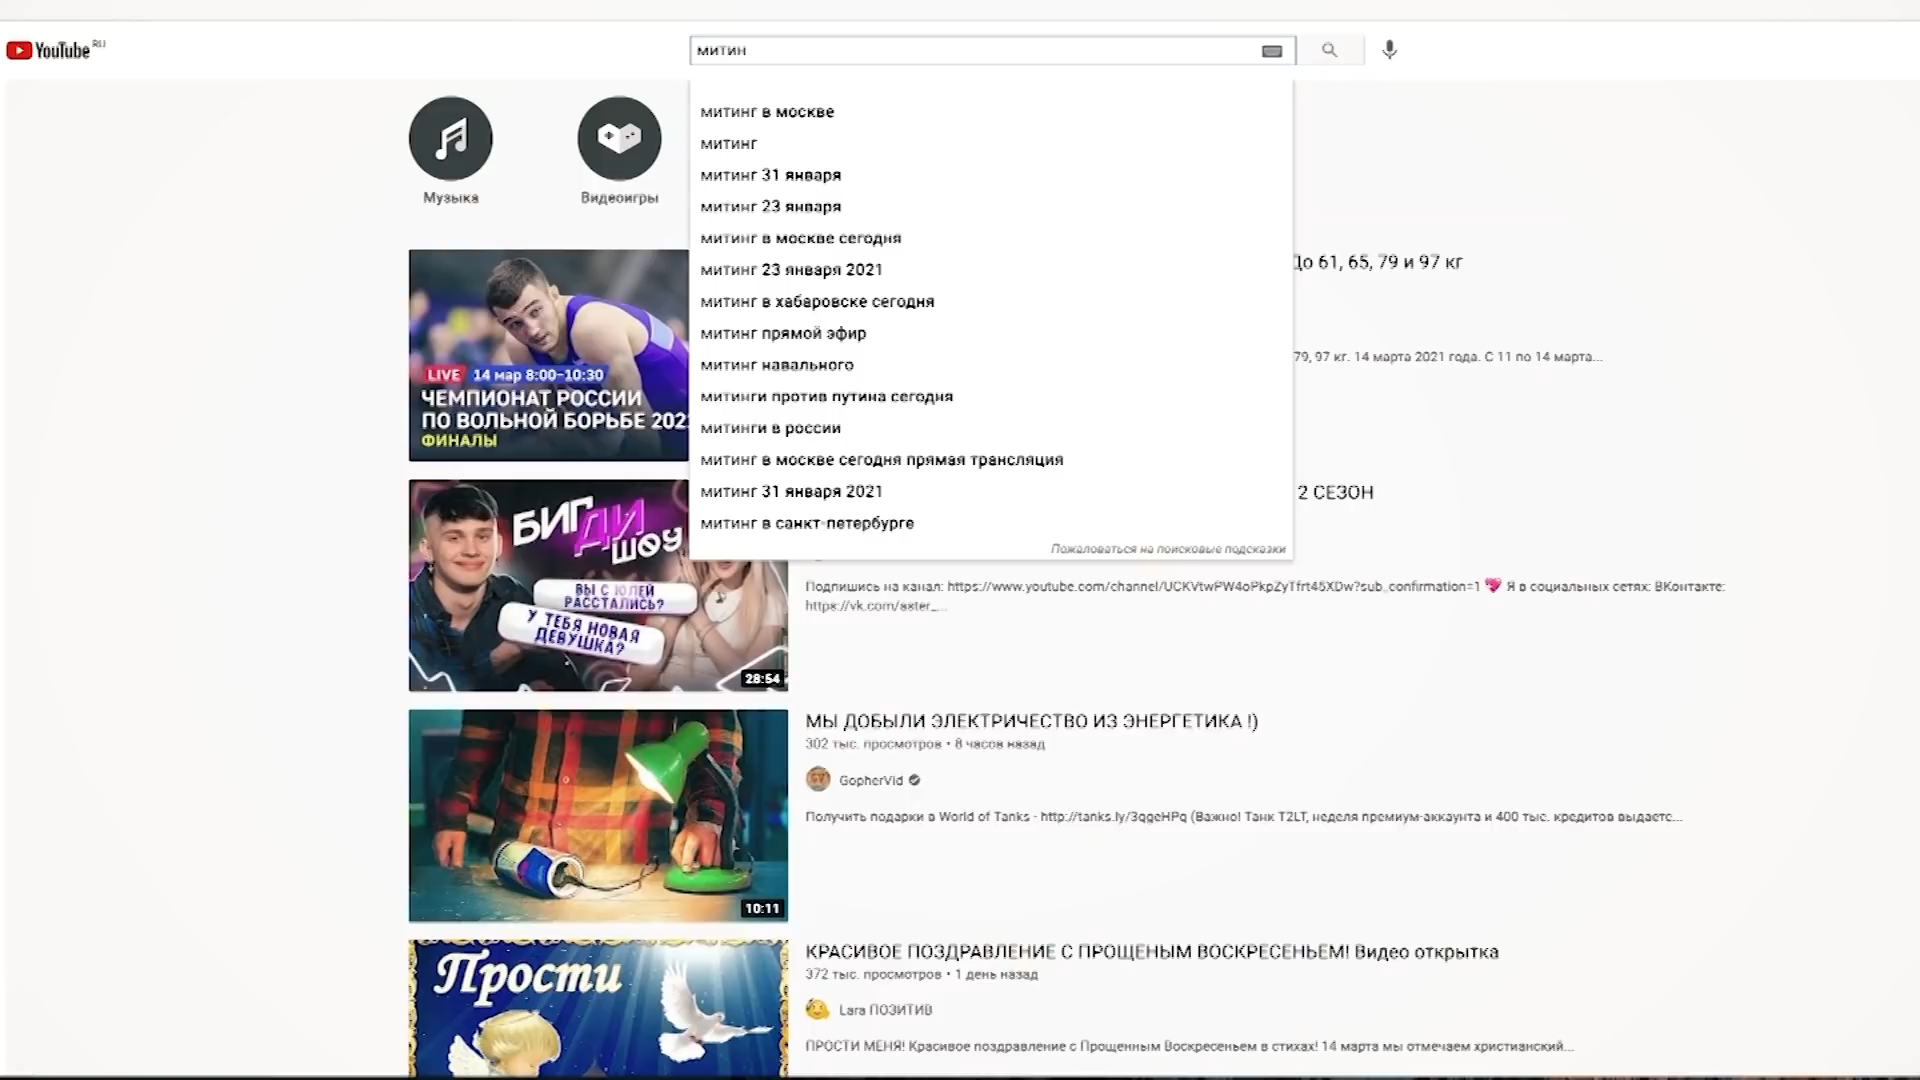 YouTube RU
митин
митинг в москве
митинг
митинг 31 января
митинг 23 января
митинг в москве сегодня
митинг 23 января 2021
митинг в хабаровске сегодня
митинг прямой эфир
митинг навального
митинги против путина сегодня
митинги в россии
митинг в москве сегодня прямая трансляция
митинг 31 января 2021
митинг в санкт-петербурге
Пожаловаться на поисковые подсказки
Музыка
Видеоигры
LIVE 14 мар 8:00-10:30
ЧЕМПИОНАТ РОССИИ
ПО ВОЛЬНОЙ БОРЬБЕ 202
ФИНАЛЫ
До 61, 65, 79 и 97 кг
79, 97 кг. 14 марта 2021 года. С 11 по 14 марта...
БИГ ДИ
ШОУ
ВЫ С ЮЛЕЙ
РАССТАЛИСЬ?
У ТЕБЯ НОВАЯ
ДЕВУШКА?
28:54
2 СЕЗОН
Подпишись на канал: https://www.youtube.com/channel/UCKVtwPW4oPkpZyTfrt45XDw?sub_confirmation=1 💖 Я в социальных сетях: ВКонтакте:
https://vk.com/aster_...
10:11
МЫ ДОБЫЛИ ЭЛЕКТРИЧЕСТВО ИЗ ЭНЕРГЕТИКА !)
302 тыс. просмотров • 8 часов назад
GopherVid
Получить подарки в World of Tanks - http://tanks.ly/3qgeHPq (Важно! Танк T2LT, неделя премиум-аккаунта и 400 тыс. кредитов выдаетс...
Прости
КРАСИВОЕ ПОЗДРАВЛЕНИЕ С ПРОЩЕНЫМ ВОСКРЕСЕНЬЕМ! Видео открытка
372 тыс. просмотров • 1 день назад
Lara ПОЗИТИВ
ПРОСТИ МЕНЯ! Красивое поздравление с Прощенным Воскресеньем в стихах! 14 марта мы отмечаем христианский...